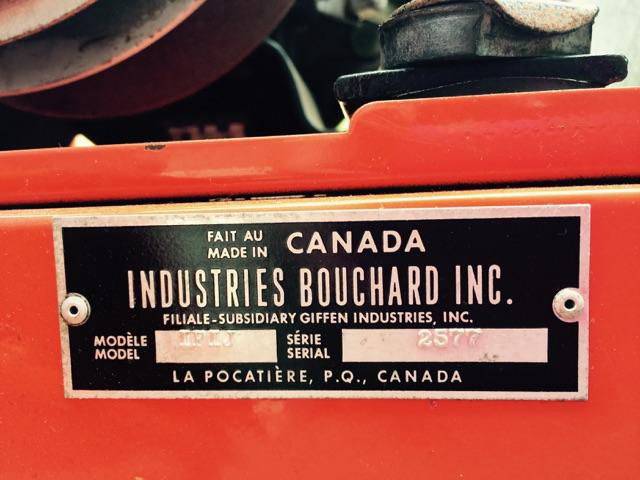 FAIT AU
MADE IN CANADA
INDUSTRIES BOUCHARD INC.
FILIALE-SUBSIDIARY GIFFEN INDUSTRIES, INC.
MODÈLE
MODEL
SÉRIE
SERIAL 2577
LA POCATIÈRE, P.Q., CANADA